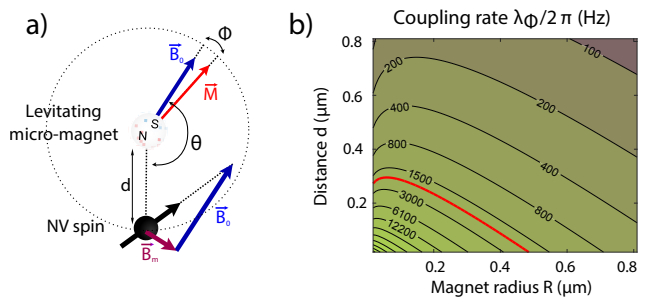 a)
Φ
B₀
M
Levitating
micro-magnet
S
N
θ
d
B₀
NV spin
Bₘ
b)
Coupling rate λΦ/2 π (Hz)
100
200
200
400
400
800
800
1500
3000
6100
12200
0.8
0.6
0.4
0.2
Distance d (μm)
0.2
0.4
0.6
0.8
Magnet radius R (μm)